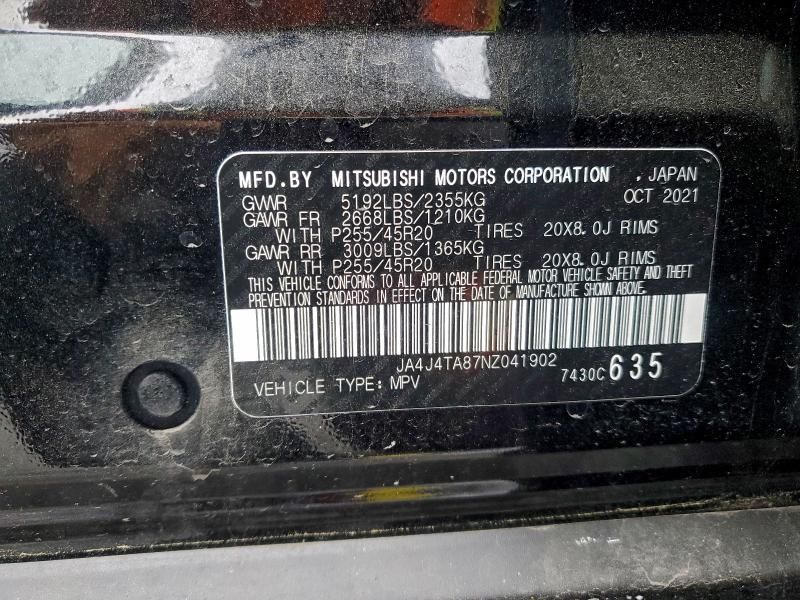 MFD.BY MITSUBISHI MOTORS CORPORATION .JAPAN
GVWR 5192LBS/2355KG OCT 2021
GAWR FR 2668LBS/1210KG
WITH P255/45R20 TIRES 20X8.0J RIMS
GAWR RR 3009LBS/1365KG
WITH P255/45R20 TIRES 20X8.0J RIMS
THIS VEHICLE CONFORMS TO ALL APPLICABLE FEDERAL MOTOR VEHICLE SAFETY AND THEFT
PREVENTION STANDARDS IN EFFECT ON THE DATE OF MANUFACTURE SHOWN ABOVE.
JA4J4TA87NZ041902
VEHICLE TYPE: MPV 7430C 635